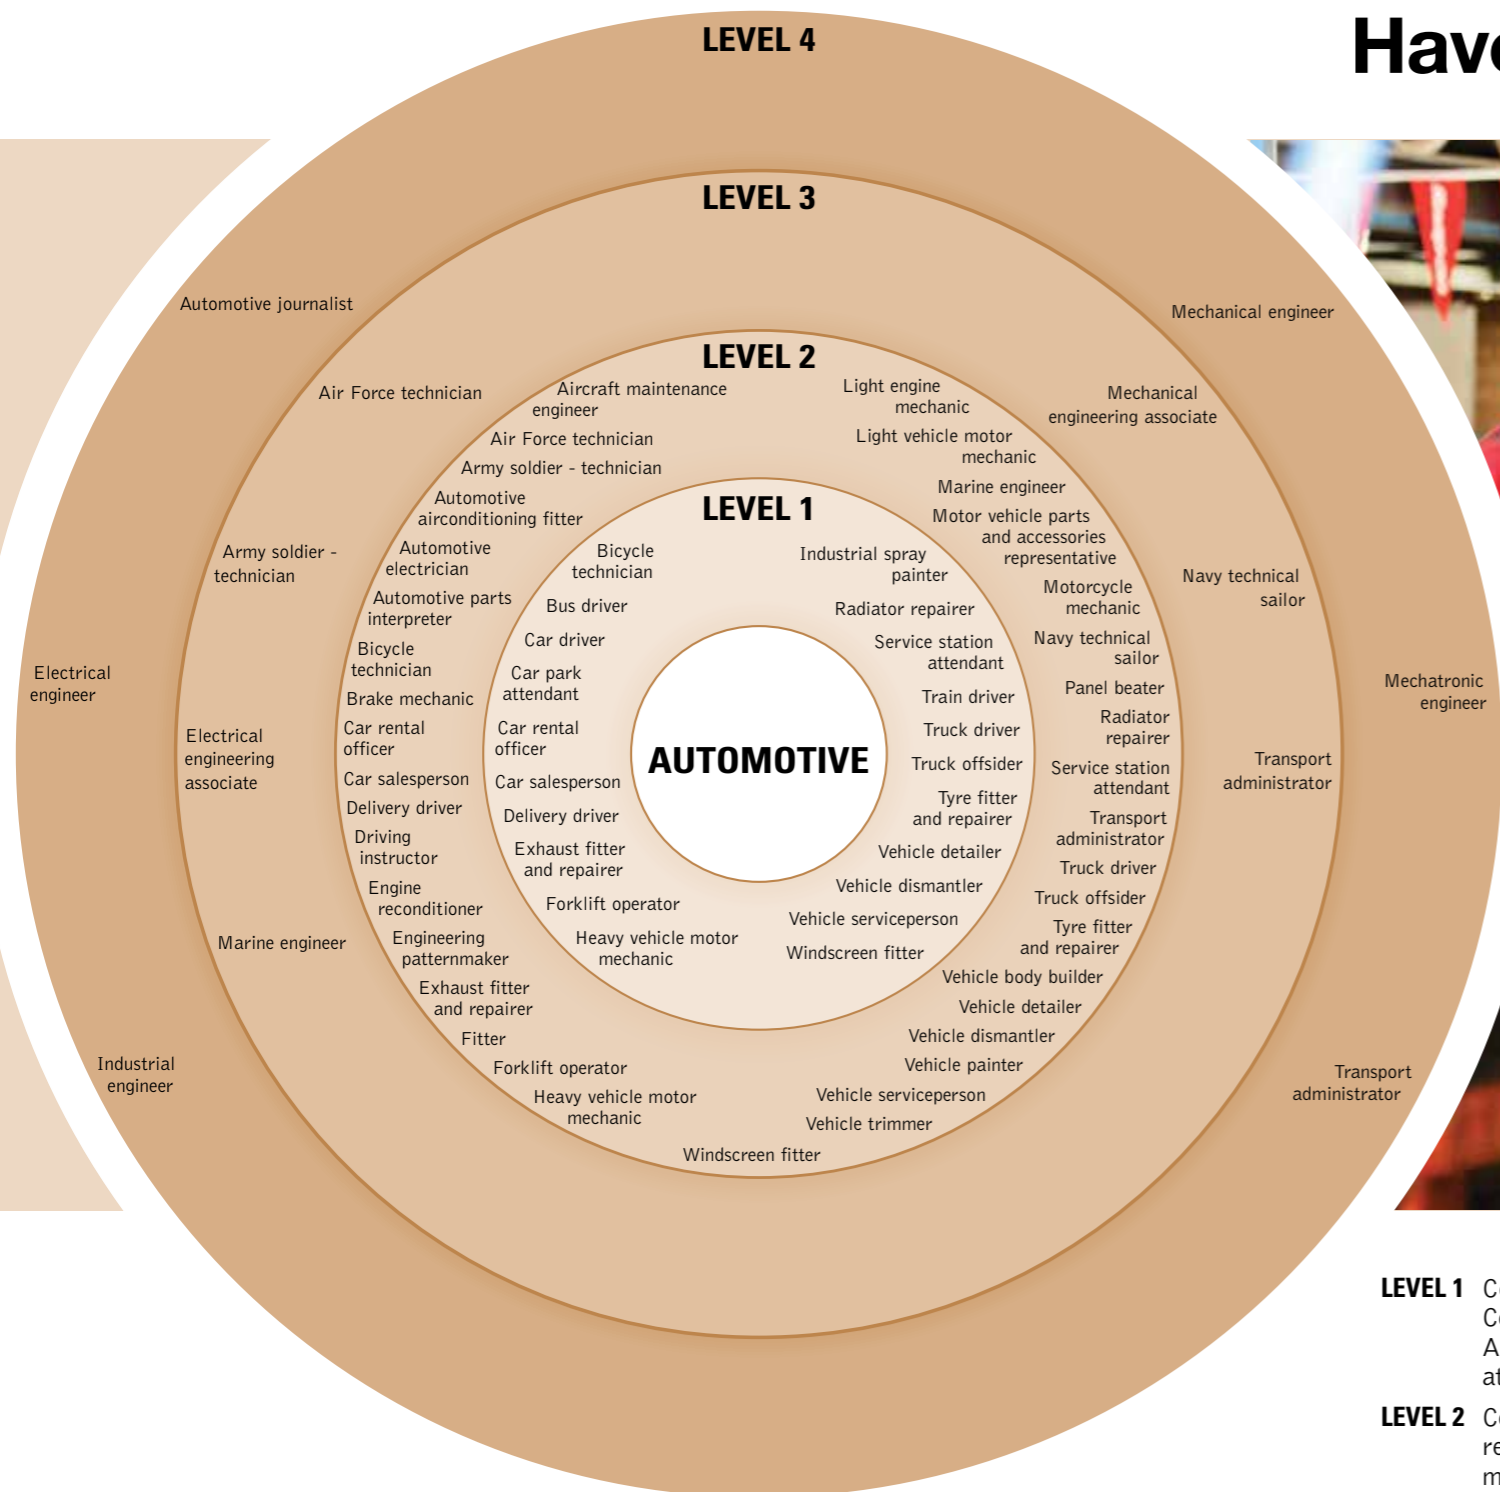 Have
LEVEL 4
Automotive journalist
Electrical
engineer
Industrial
engineer
Mechanical engineer
Mechatronic
engineer
Transport
administrator
LEVEL 3
Air Force technician
Army soldier -
technician
Electrical
engineering
associate
Marine engineer
Mechanical
engineering associate
Navy technical
sailor
Transport
administrator
LEVEL 2
Aircraft maintenance
engineer
Air Force technician
Army soldier - technician
Automotive
airconditioning fitter
Automotive
electrician
Automotive parts
interpreter
Bicycle
technician
Brake mechanic
Car rental
officer
Car salesperson
Delivery driver
Driving
instructor
Engine
reconditioner
Engineering
patternmaker
Exhaust fitter
and repairer
Fitter
Forklift operator
Heavy vehicle motor
mechanic
Light engine
mechanic
Light vehicle motor
mechanic
Marine engineer
Motor vehicle parts
and accessories
representative
Motorcycle
mechanic
Navy technical
sailor
Panel beater
Radiator
repairer
Service station
attendant
Transport
administrator
Truck driver
Truck offsider
Tyre fitter
and repairer
Vehicle body builder
Vehicle detailer
Vehicle dismantler
Vehicle painter
Vehicle serviceperson
Vehicle trimmer
Windscreen fitter
LEVEL 1
Bicycle
technician
Bus driver
Car driver
Car park
attendant
Car rental
officer
Car salesperson
Delivery driver
Exhaust fitter
and repairer
Forklift operator
Heavy vehicle motor
mechanic
Industrial spray
painter
Radiator repairer
Service station
attendant
Train driver
Truck driver
Truck offsider
Tyre fitter
and repairer
Vehicle detailer
Vehicle dismantler
Vehicle serviceperson
Windscreen fitter
AUTOMOTIVE
LEVEL 1
LEVEL 2